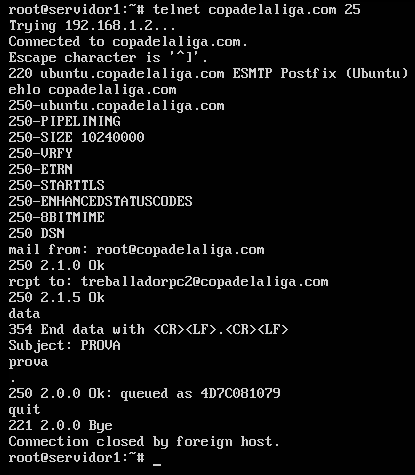 root@servidor1:~# telnet copadelaliga.com 25
Trying 192.168.1.2...
Connected to copadelaliga.com.
Escape character is '^]'.
220 ubuntu.copadelaliga.com ESMTP Postfix (Ubuntu)
ehlo copadelaliga.com
250-ubuntu.copadelaliga.com
250-PIPELINING
250-SIZE 10240000
250-VRFY
250-ETRN
250-STARTTLS
250-ENHANCEDSTATUSCODES
250-8BITMIME
250 DSN
mail from: root@copadelaliga.com
250 2.1.0 Ok
rcpt to: treballadorpc2@copadelaliga.com
250 2.1.5 Ok
data
354 End data with <CR><LF>.<CR><LF>
Subject: PROVA
prova
.
250 2.0.0 Ok: queued as 4D7C081079
quit
221 2.0.0 Bye
Connection closed by foreign host.
root@servidor1:~# _